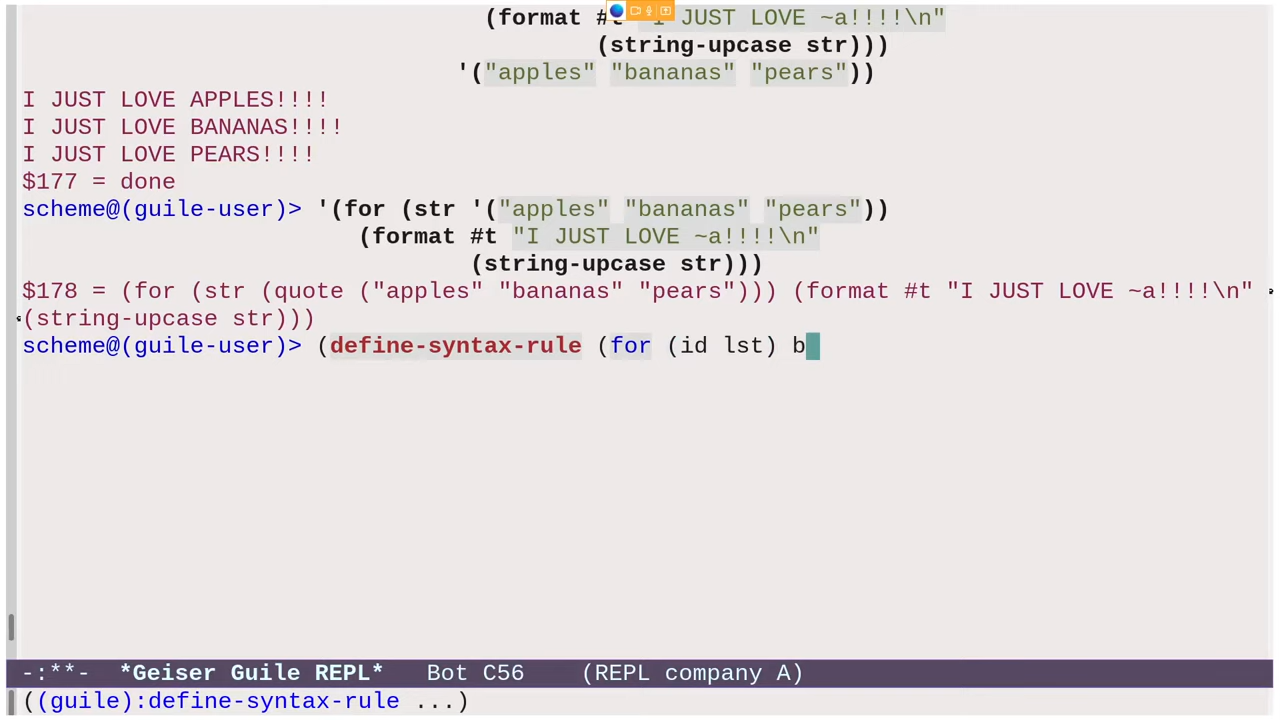 (format #t "I JUST LOVE ~a!!!!\n"
(string-upcase str)))
'("apples" "bananas" "pears"))
I JUST LOVE APPLES!!!!
I JUST LOVE BANANAS!!!!
I JUST LOVE PEARS!!!!
$177 = done
scheme@(guile-user)> '(for (str '("apples" "bananas" "pears"))
(format #t "I JUST LOVE ~a!!!!\n"
(string-upcase str)))
$178 = (for (str (quote ("apples" "bananas" "pears"))) (format #t "I JUST LOVE ~a!!!!\n"
(string-upcase str)))
scheme@(guile-user)> (define-syntax-rule (for (id lst) b
-:**-  *Geiser Guile REPL*   Bot C56    (REPL company A)
((guile):define-syntax-rule ...)